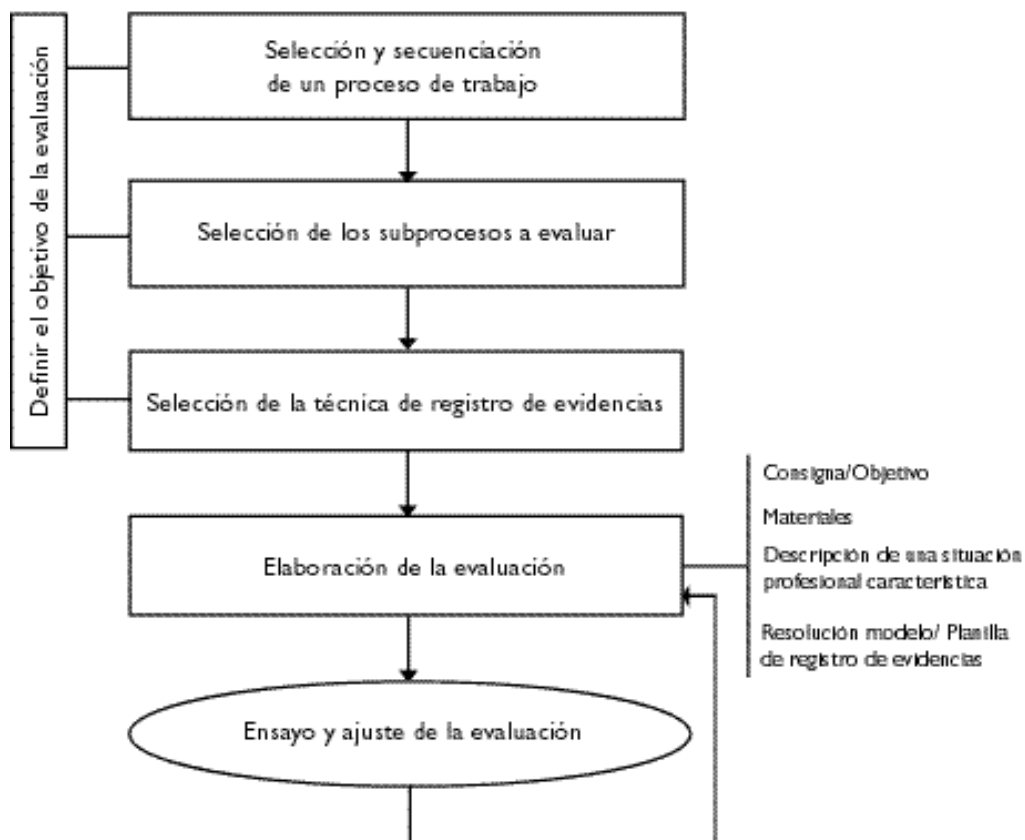 Definir el objetivo de la evaluación
Selección y secuenciación
de un proceso de trabajo
Selección de los subprocesos a evaluar
Selección de la técnica de registro de evidencias
Elaboración de la evaluación
Consigna/Objetivo
Materiales
Descripción de una situación
profesional característica
Resolución modelo/ Planilla
de registro de evidencias
Ensayo y ajuste de la evaluación